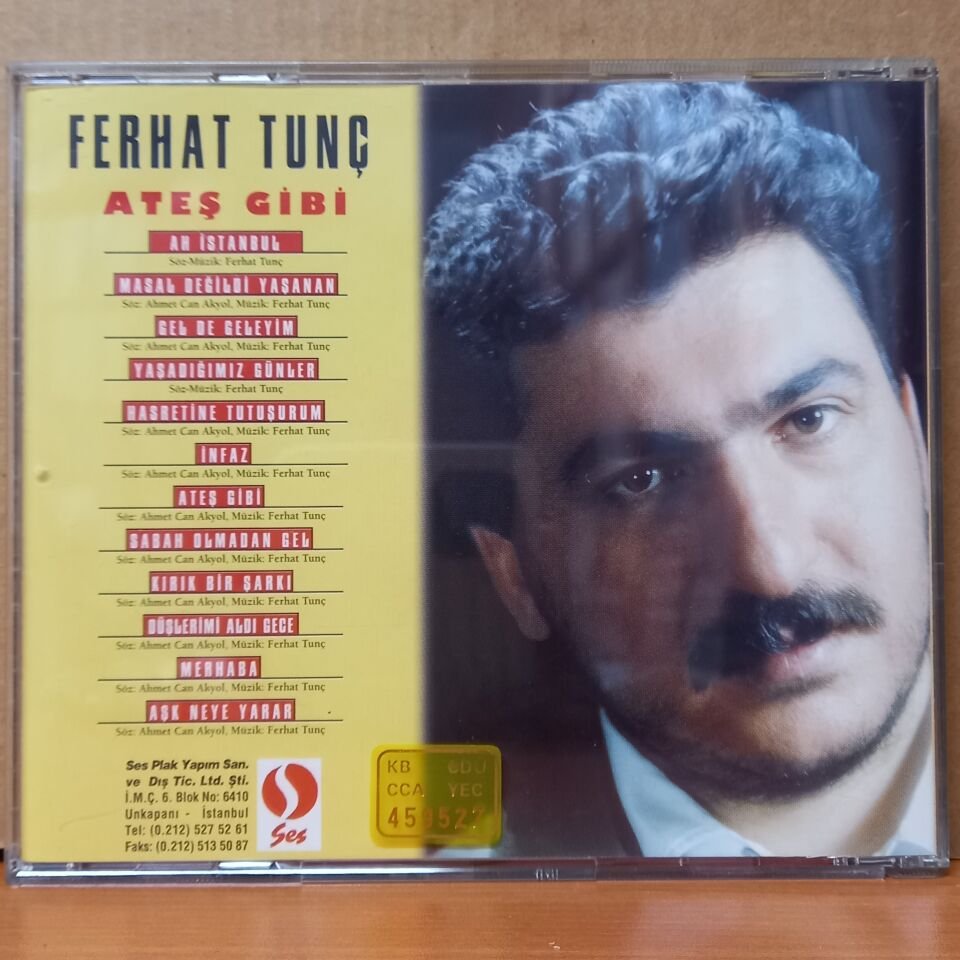 FERHAT TUNÇ
ATEŞ GİBİ
AH İSTANBUL
Söz-Müzik: Ferhat Tunç
MASAL DEĞİLDİ YAŞANAN
Söz: Ahmet Can Akyol, Müzik: Ferhat Tunç
GEL DE GELEYİM
Söz: Ahmet Can Akyol, Müzik: Ferhat Tunç
YAŞADIĞIMIZ GÜNLER
Söz-Müzik: Ferhat Tunç
HASRETİNE TUTUŞURUM
Söz: Ahmet Can Akyol, Müzik: Ferhat Tunç
İNFAZ
Söz: Ahmet Can Akyol, Müzik: Ferhat Tunç
ATEŞ GİBİ
Söz: Ahmet Can Akyol, Müzik: Ferhat Tunç
SABAH OLMADAN GEL
Söz: Ahmet Can Akyol, Müzik: Ferhat Tunç
KIRIK BİR ŞARKI
Söz: Ahmet Can Akyol, Müzik: Ferhat Tunç
DÜŞLERİMİ ALDI GECE
Söz: Ahmet Can Akyol, Müzik: Ferhat Tunç
MERHABA
Söz: Ahmet Can Akyol, Müzik: Ferhat Tunç
AŞK NEYE YARAR
Söz: Ahmet Can Akyol, Müzik: Ferhat Tunç
Ses Plak Yapım San.
ve Dış Tic. Ltd. Şti.
İ.M.Ç. 6. Blok No: 6410
Unkapanı - İstanbul
Tel: (0.212) 527 52 61
Faks: (0.212) 513 50 87
Ses
KB CDU
CCA YEC
459527